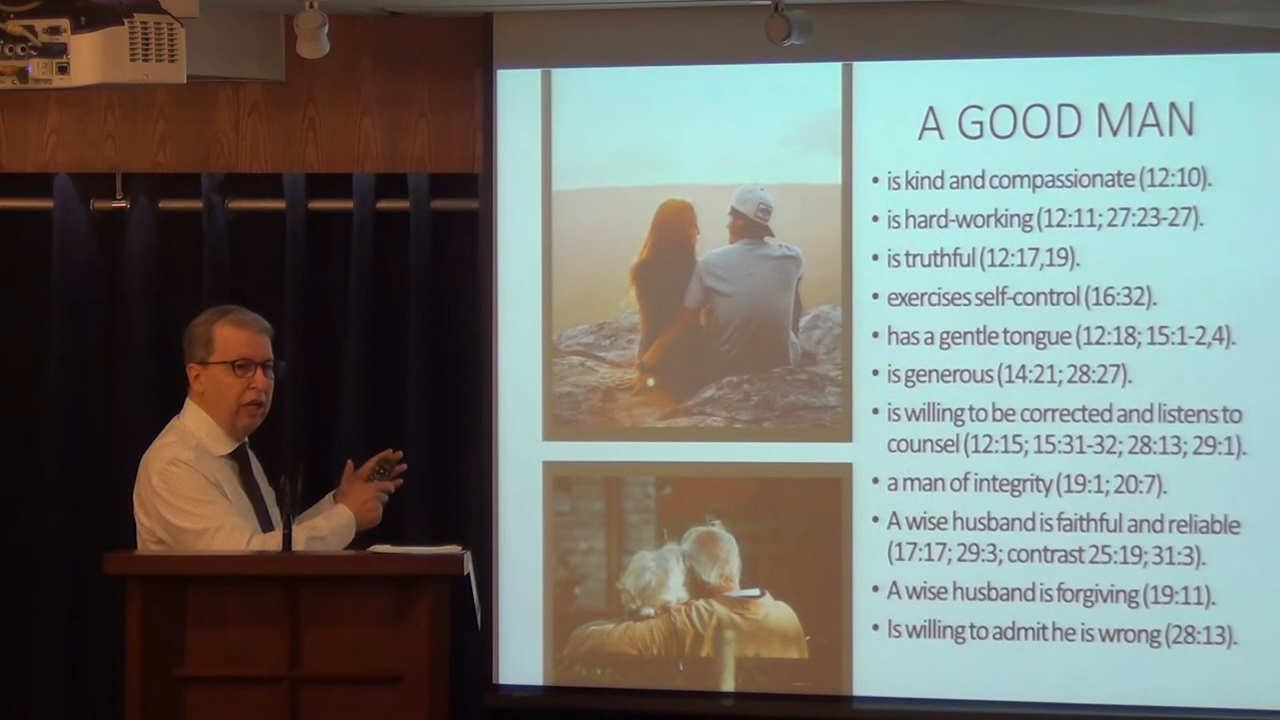 A GOOD MAN
• is kind and compassionate (12:10).
• is hard-working (12:11; 27:23-27).
• is truthful (12:17,19).
• exercises self-control (16:32).
• has a gentle tongue (12:18; 15:1-2,4).
• is generous (14:21; 28:27).
• is willing to be corrected and listens to
counsel (12:15; 15:31-32; 28:13; 29:1).
• a man of integrity (19:1; 20:7).
• A wise husband is faithful and reliable
(17:17; 29:3; contrast 25:19; 31:3).
• A wise husband is forgiving (19:11).
• Is willing to admit he is wrong (28:13).